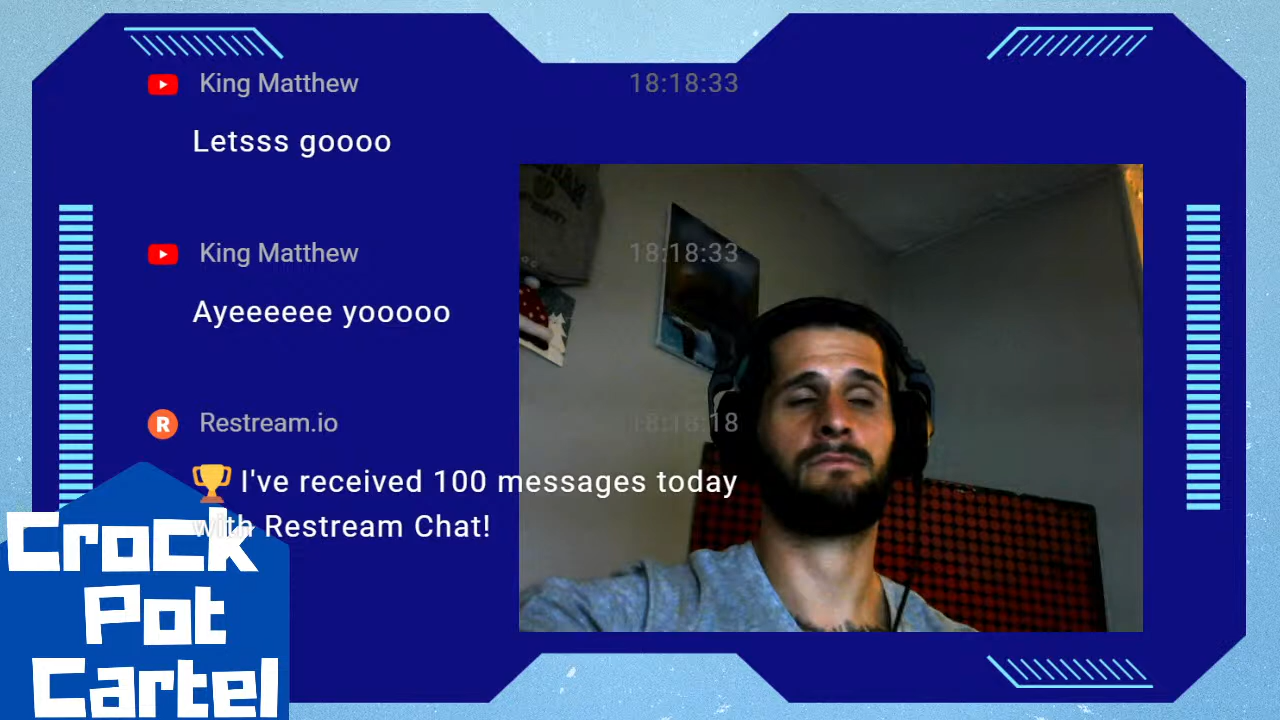 King Matthew 18:18:33
Letsss goooo
King Matthew 18:18:33
Ayeeeeee yooooo
R Restream.io 18:18:18
🏆 I've received 100 messages today
with Restream Chat!
Crock
Pot
Cartel